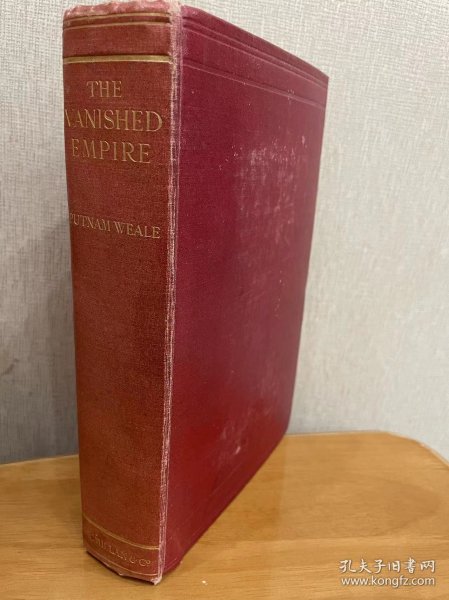 THE
VANISHED
EMPIRE
PUTNAM WEALE
孔夫子旧书网
www.kongfz.com